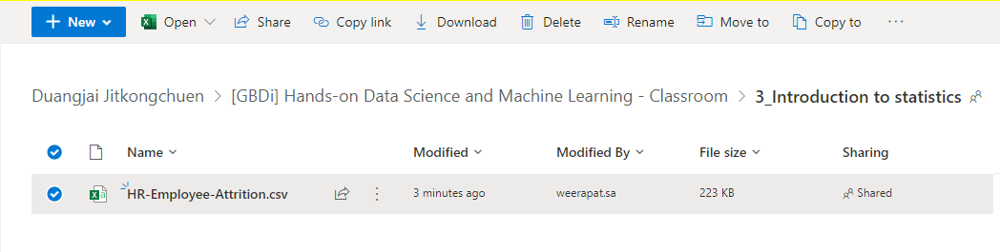 New Open Share Copy link Download Delete Rename Move to Copy to ...
Duangjai Jitkongchuen > [GBDi] Hands-on Data Science and Machine Learning - Classroom > 3_Introduction to statistics
Name Modified Modified By File size Sharing
HR-Employee-Attrition.csv 3 minutes ago weerapat.sa 223 KB Shared